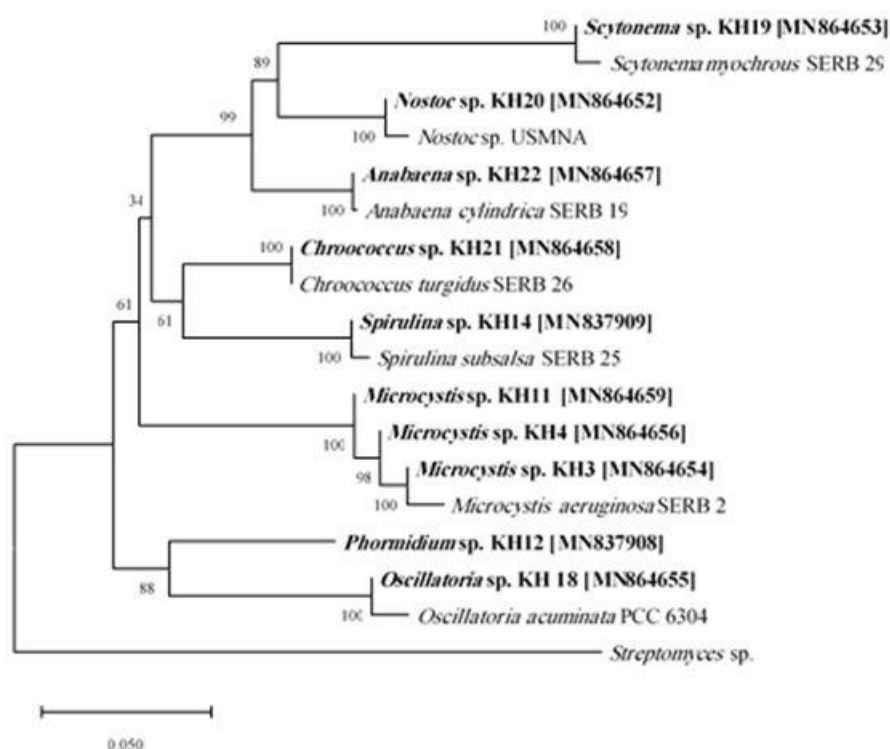 100 Scytonema sp. KH19 [MN864653]
Scytonema myochrous SERB 29
89
Nostoc sp. KH20 [MN864652]
100 Nostoc sp. USMNA
99
Anabaena sp. KH22 [MN864657]
100 Anabaena cylindrica SERB 19
34
100 Chroococcus sp. KH21 [MN864658]
Chroococcus turgidus SERB 26
61
61
Spirulina sp. KH14 [MN837909]
100 Spirulina subsalsa SERB 25
Microcystis sp. KH11 [MN864659]
100 Microcystis sp. KH4 [MN864656]
98 Microcystis sp. KH3 [MN864654]
100 Microcystis aeruginosa SERB 2
Phormidium sp. KH12 [MN837908]
88
Oscillatoria sp. KH 18 [MN864655]
100 Oscillatoria acuminata PCC 6304
Streptomyces sp.
0.050